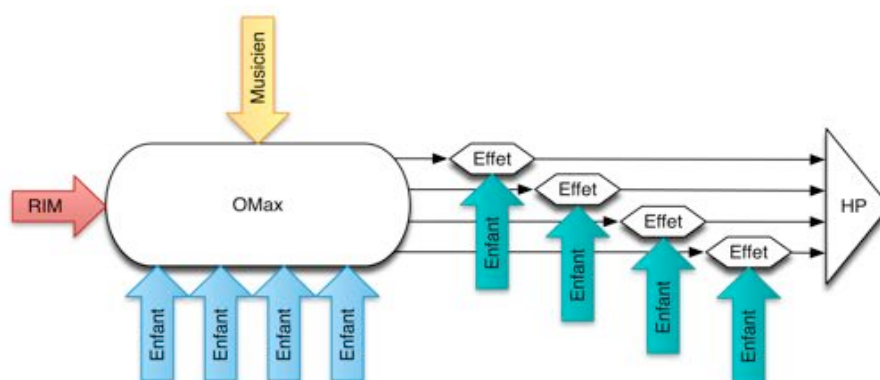 Musicien
RIM
OMax
Effet
Effet
Effet
Effet
HP
Enfant
Enfant
Enfant
Enfant
Enfant
Enfant
Enfant
Enfant